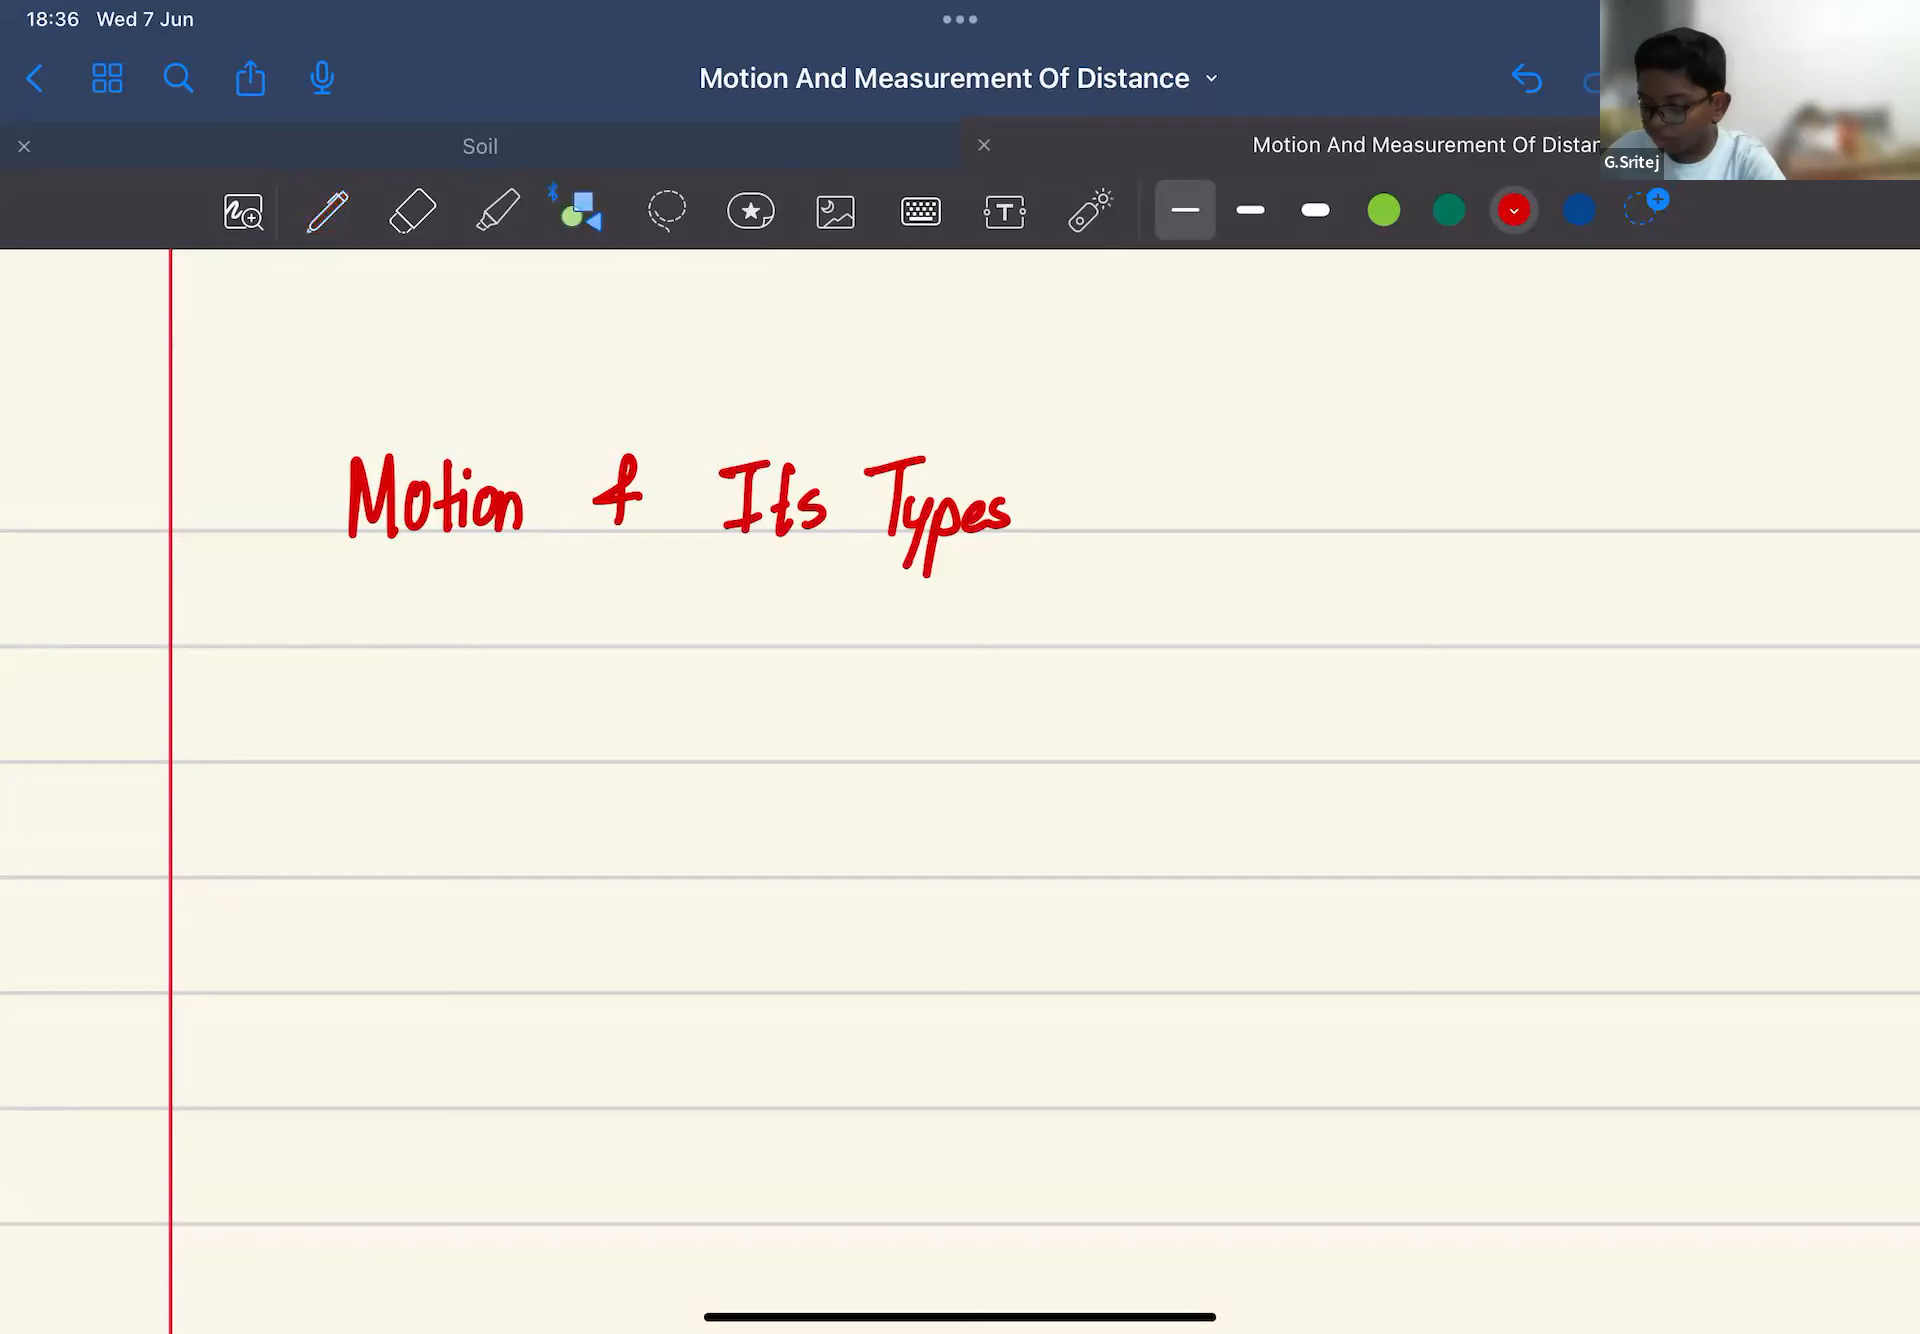 18:36 Wed 7 Jun
Motion And Measurement Of Distance
Soil
Motion And Measurement Of Distan
G.Sritej
T
Motion & Its Types